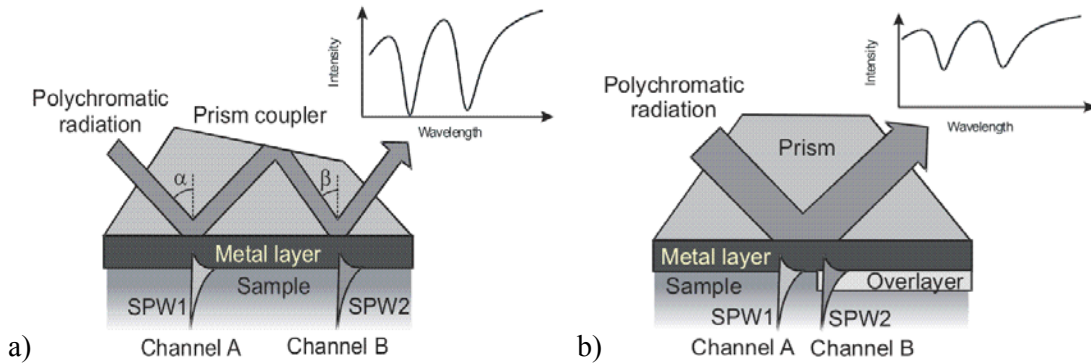 Polychromatic
radiation
Prism coupler
Intensity
Wavelength
α
β
Metal layer
Sample
SPW1
SPW2
Channel A
Channel B
a)
Polychromatic
radiation
Intensity
Wavelength
Prism
Metal layer
Sample
Overlayer
SPW1
SPW2
Channel A
Channel B
b)